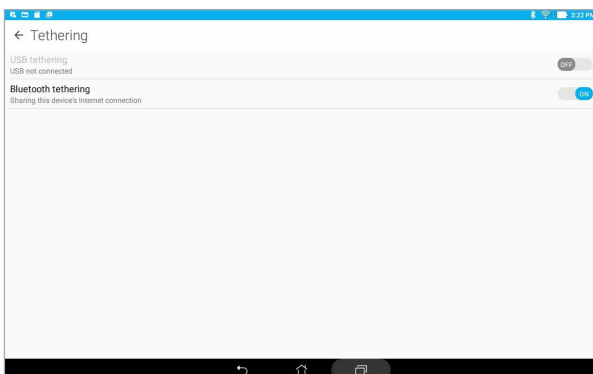 3:22 PM
Tethering
USB tethering
USB not connected
OFF
Bluetooth tethering
Sharing this device's Internet connection
ON